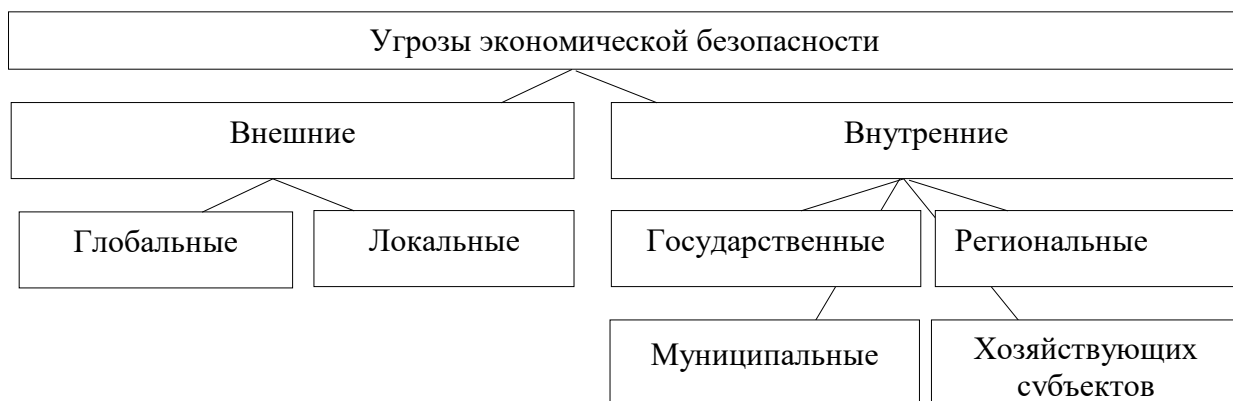 Угрозы экономической безопасности
Внешние
Внутренние
Глобальные
Локальные
Государственные
Региональные
Муниципальные
Хозяйствующих
субъектов